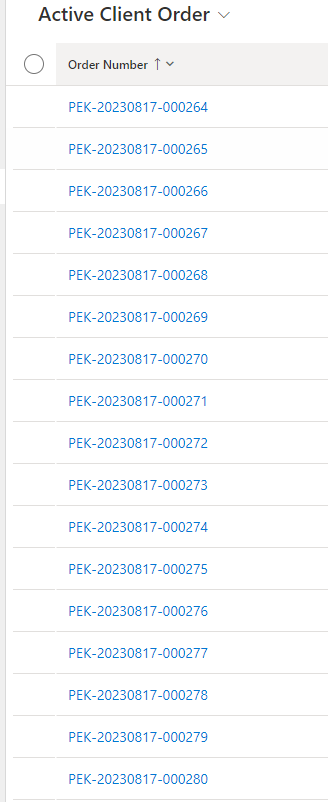 Active Client Order
Order Number
PEK-20230817-000264
PEK-20230817-000265
PEK-20230817-000266
PEK-20230817-000267
PEK-20230817-000268
PEK-20230817-000269
PEK-20230817-000270
PEK-20230817-000271
PEK-20230817-000272
PEK-20230817-000273
PEK-20230817-000274
PEK-20230817-000275
PEK-20230817-000276
PEK-20230817-000277
PEK-20230817-000278
PEK-20230817-000279
PEK-20230817-000280